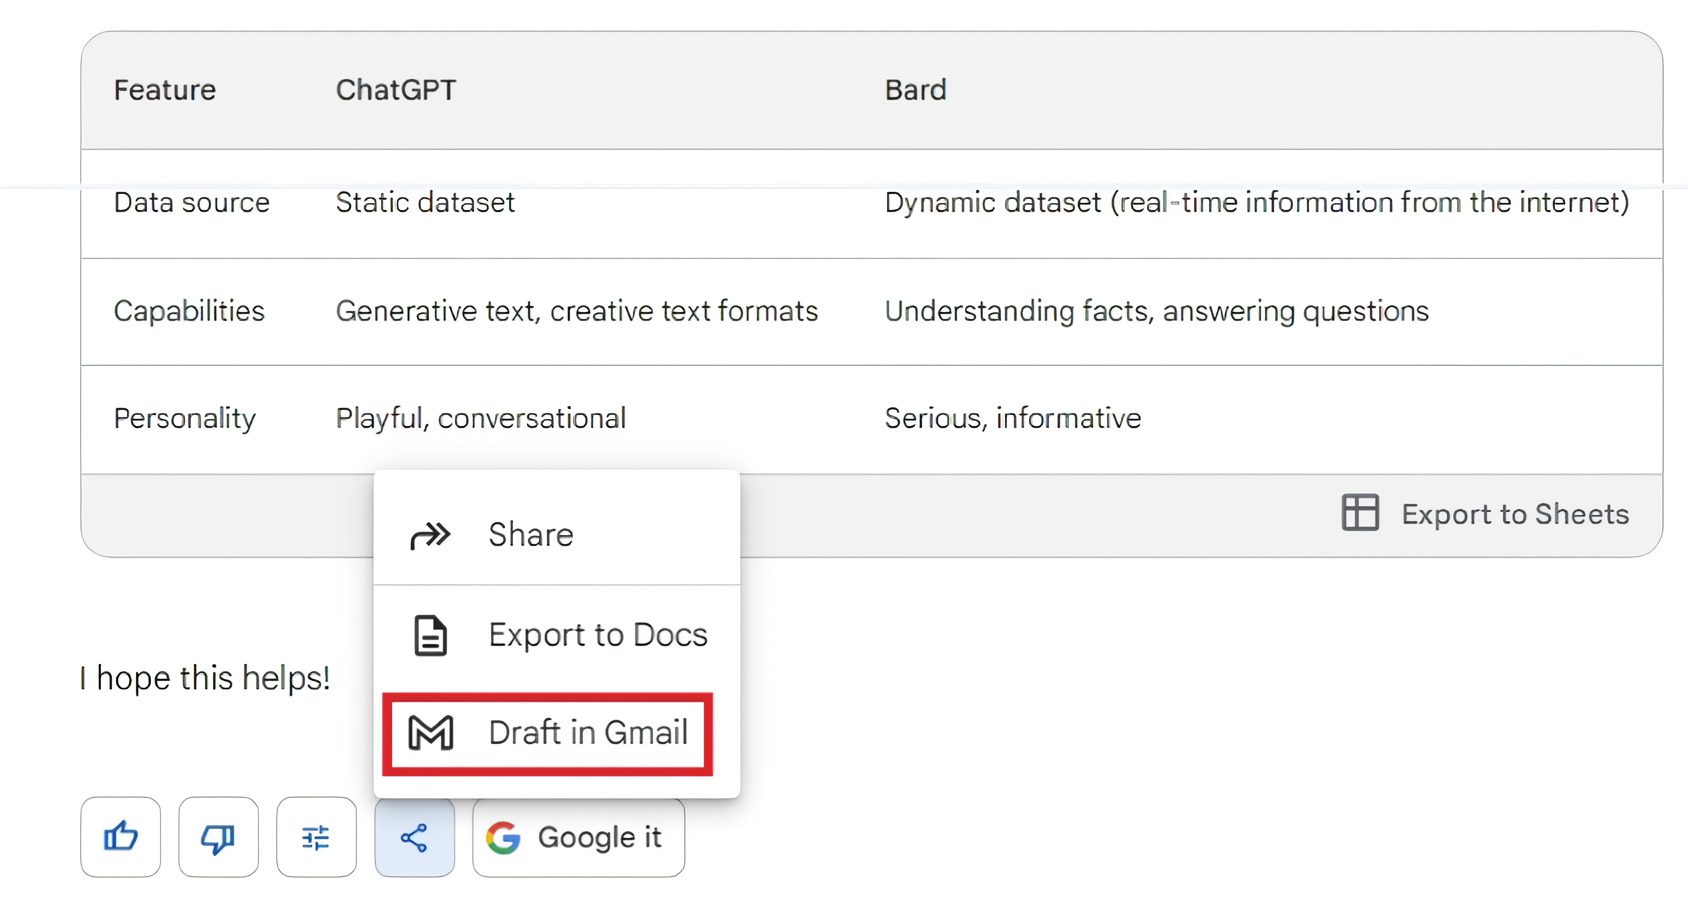 Feature ChatGPT Bard
Data source Static dataset Dynamic dataset (real-time information from the internet)
Capabilities Generative text, creative text formats Understanding facts, answering questions
Personality Playful, conversational Serious, informative
Export to Sheets
Share
Export to Docs
I hope this helps!
Draft in Gmail
Google it